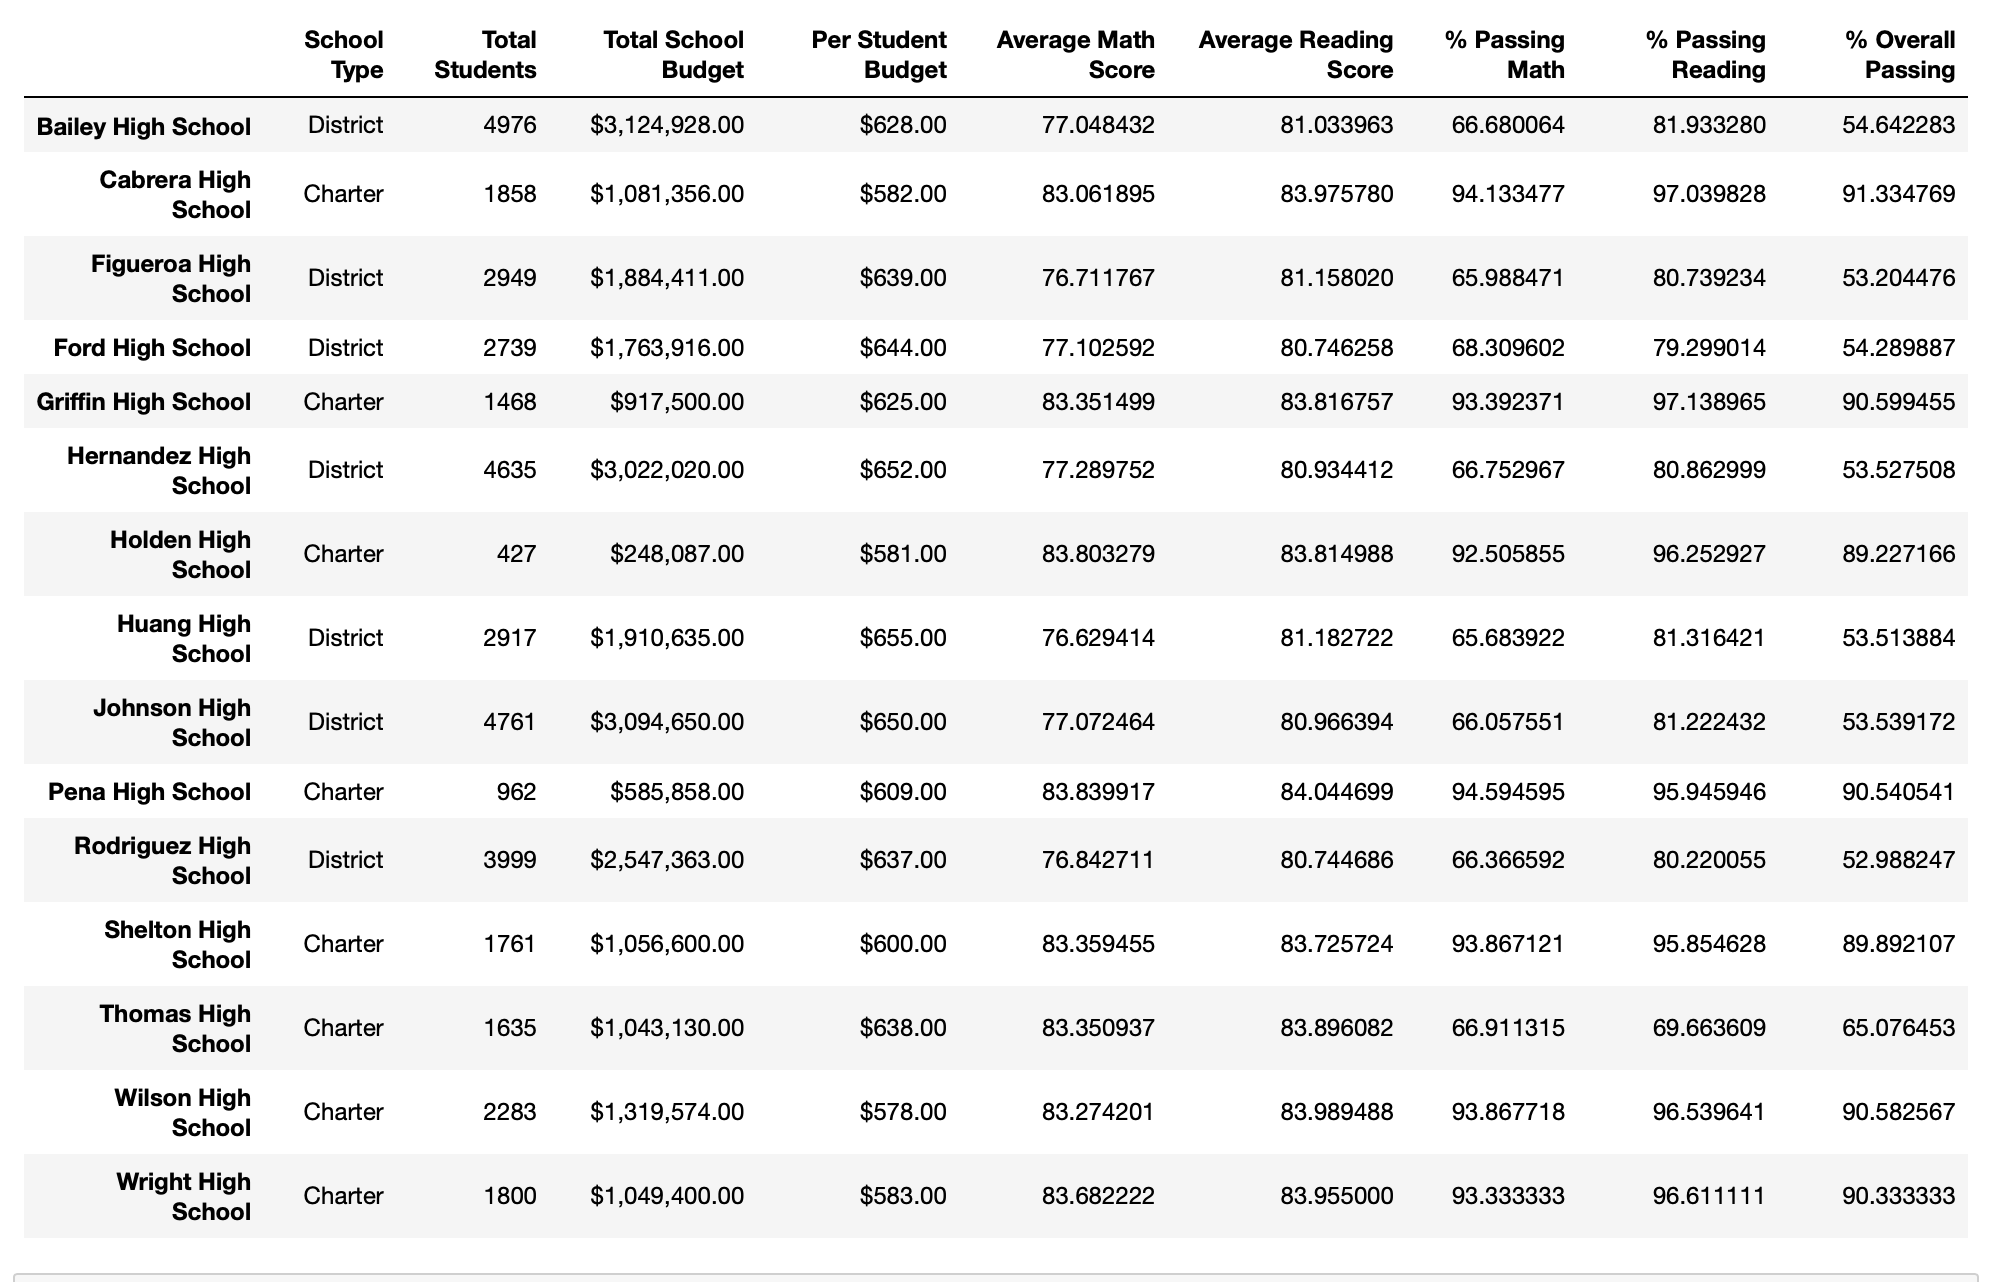 School Type	Total Students	Total School Budget	Per Student Budget	Average Math Score	Average Reading Score	% Passing Math	% Passing Reading	% Overall Passing
Bailey High School	District	4976	$3,124,928.00	$628.00	77.048432	81.033963	66.680064	81.933280	54.642283
Cabrera High School	Charter	1858	$1,081,356.00	$582.00	83.061895	83.975780	94.133477	97.039828	91.334769
Figueroa High School	District	2949	$1,884,411.00	$639.00	76.711767	81.158020	65.988471	80.739234	53.204476
Ford High School	District	2739	$1,763,916.00	$644.00	77.102592	80.746258	68.309602	79.299014	54.289887
Griffin High School	Charter	1468	$917,500.00	$625.00	83.351499	83.816757	93.392371	97.138965	90.599455
Hernandez High School	District	4635	$3,022,020.00	$652.00	77.289752	80.934412	66.752967	80.862999	53.527508
Holden High School	Charter	427	$248,087.00	$581.00	83.803279	83.814988	92.505855	96.252927	89.227166
Huang High School	District	2917	$1,910,635.00	$655.00	76.629414	81.182722	65.683922	81.316421	53.513884
Johnson High School	District	4761	$3,094,650.00	$650.00	77.072464	80.966394	66.057551	81.222432	53.539172
Pena High School	Charter	962	$585,858.00	$609.00	83.839917	84.044699	94.594595	95.945946	90.540541
Rodriguez High School	District	3999	$2,547,363.00	$637.00	76.842711	80.744686	66.366592	80.220055	52.988247
Shelton High School	Charter	1761	$1,056,600.00	$600.00	83.359455	83.725724	93.867121	95.854628	89.892107
Thomas High School	Charter	1635	$1,043,130.00	$638.00	83.350937	83.896082	66.911315	69.663609	65.076453
Wilson High School	Charter	2283	$1,319,574.00	$578.00	83.274201	83.989488	93.867718	96.539641	90.582567
Wright High School	Charter	1800	$1,049,400.00	$583.00	83.682222	83.955000	93.333333	96.611111	90.333333